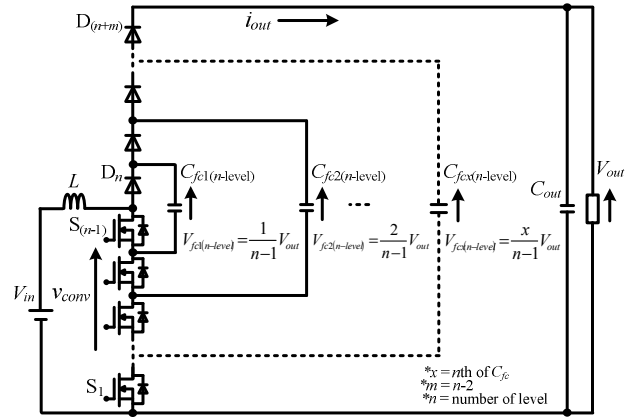 D(n+m)
iout
Dn
Cfc1(n-level)
Cfc2(n-level)
Cfcx(n-level)
Vout
L
Cout
S(n-1)
Vfc1(n-level) = 1/n-1 Vout
Vfc2(n-level) = 2/n-1 Vout
Vfcx(n-level) = x/n-1 Vout
Vin
vconv
S1
*x = nth of Cfc
*m = n-2
*n = number of level